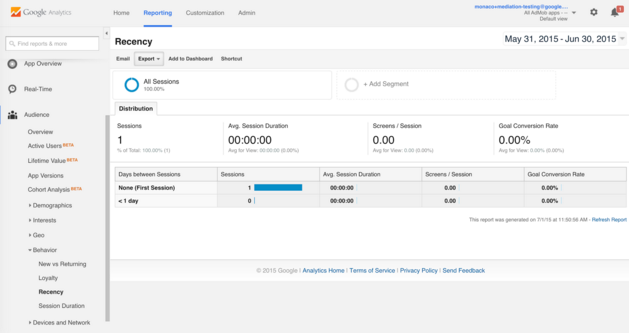 Google Analytics
Home Reporting Customization Admin
monaco+mediation-testing@google....
All AdMob apps - --
Default view
1
Find reports & more
Recency
May 31, 2015 - Jun 30, 2015
Email Export Add to Dashboard Shortcut
App Overview
Real-Time
Audience
Overview
Active Users BETA
Lifetime Value BETA
App Versions
Cohort Analysis BETA
Demographics
Interests
Geo
Behavior
New vs Returning
Loyalty
Recency
Session Duration
Devices and Network
All Sessions
100.00%
+ Add Segment
Distribution
Sessions
1
% of Total: 100.00% (1)
Avg. Session Duration
00:00:00
Avg for View: 00:00:00 (0.00%)
Screens / Session
0.00
Avg for View: 0.00 (0.00%)
Goal Conversion Rate
0.00%
Avg for View: 0.00% (0.00%)
Days between Sessions Sessions Avg. Session Duration Screens / Session Goal Conversion Rate
None (First Session) 1 00:00:00 0.00 0.00%
< 1 day 0 00:00:00 0.00 0.00%
This report was generated on 7/1/15 at 11:50:56 AM - Refresh Report
© 2015 Google | Analytics Home | Terms of Service | Privacy Policy | Send Feedback